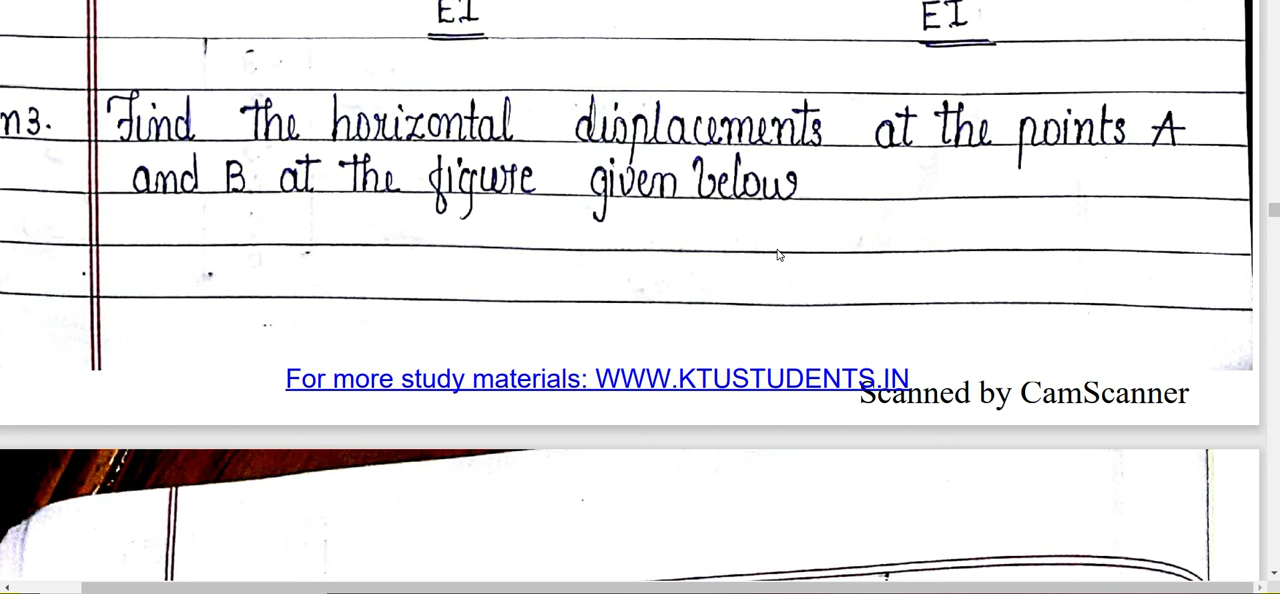 EI EI
n3. Find the horizontal displacements at the points A
and B at the figure given below
For more study materials: WWW.KTUSTUDENTS.IN
Scanned by CamScanner